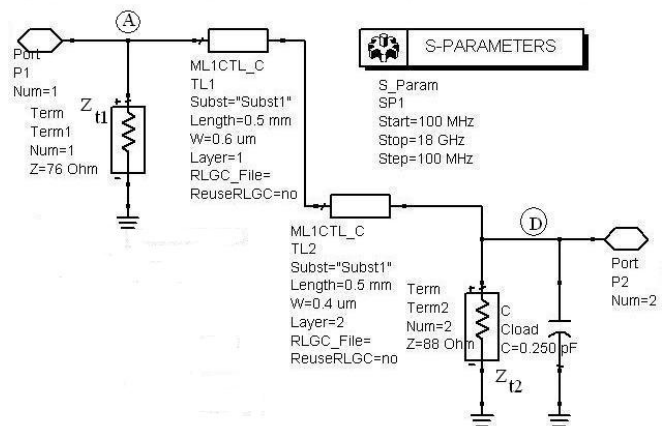 A
Port
P1
Num=1
Z t1
Term
Term1
Num=1
Z=76 Ohm
ML1CTL_C
TL1
Subst="Subst1"
Length=0.5 mm
W=0.6 um
Layer=1
RLGC_File=
ReuseRLGC=no
S-PARAMETERS
S_Param
SP1
Start=100 MHz
Stop=18 GHz
Step=100 MHz
ML1CTL_C
TL2
Subst="Subst1"
Length=0.5 mm
W=0.4 um
Layer=2
RLGC_File=
ReuseRLGC=no
D
Term
Term2
Num=2
Z=88 Ohm
Z t2
C
Cload
C=0.250 pF
Port
P2
Num=2